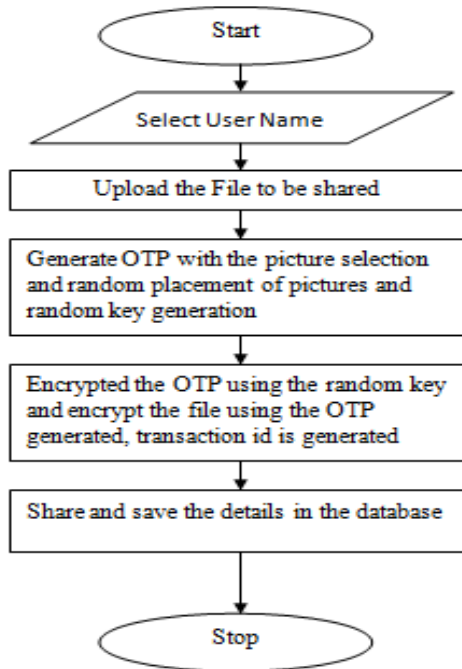 Start
Select User Name
Upload the File to be shared
Generate OTP with the picture selection
and random placement of pictures and
random key generation
Encrypted the OTP using the random key
and encrypt the file using the OTP
generated, transaction id is generated
Share and save the details in the database
Stop